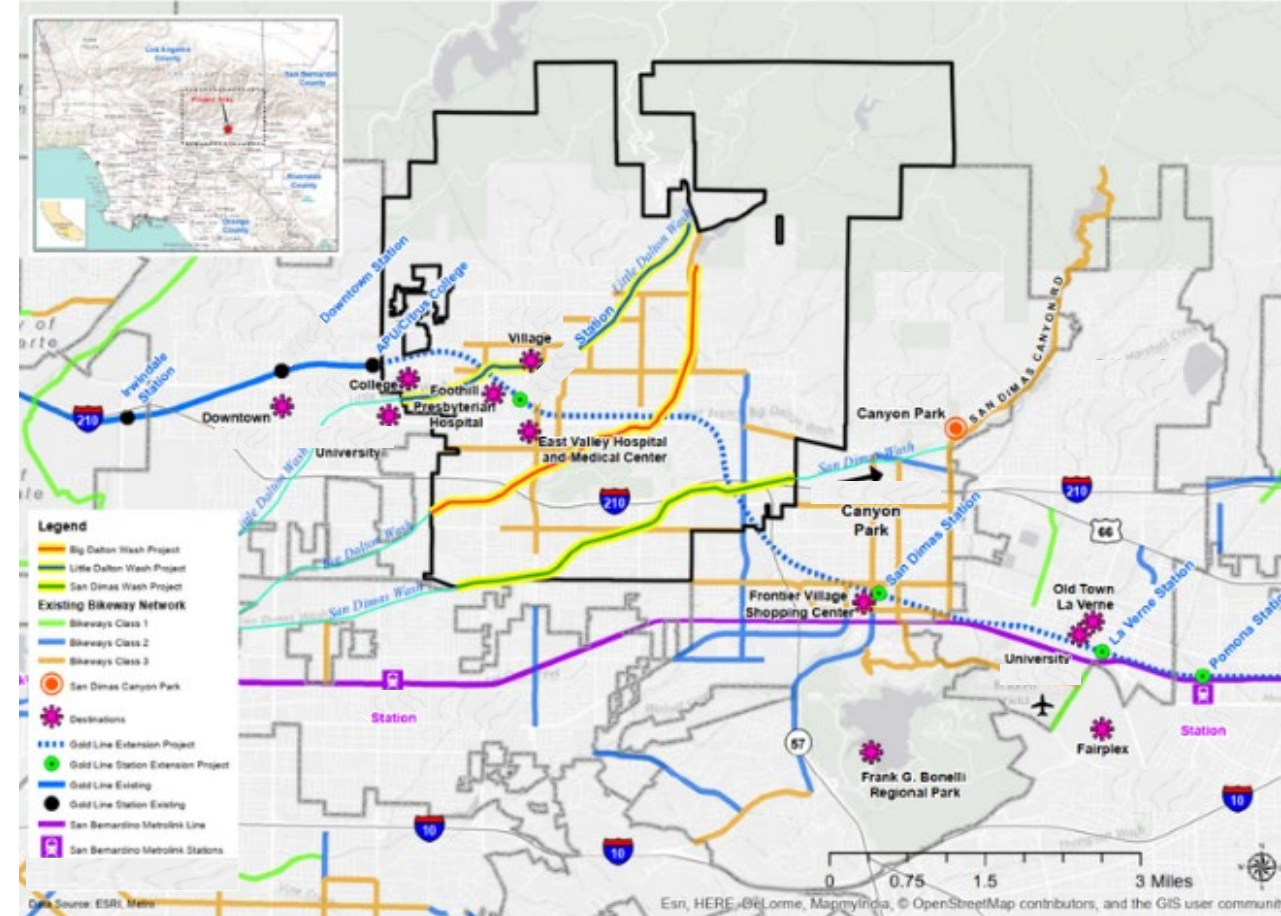 Los Angeles
County
San Bernardino
County
Project Area
Riverside
County
Orange
County
Downtown Station
APU/Citrus College
Irwindale
Station
Little Dalton Wash
Station
Village
College
Foothill
Presbyterian
Hospital
Downtown
University
East Valley Hospital
and Medical Center
210
210
210
Canyon Park
SAN DIMAS CANYON RD
San Dimas Wash
Canyon
Park
66
Little Dalton Wash
Big Dalton Wash
San Dimas Wash
San Dimas Station
Frontier Village
Shopping Center
Old Town
La Verne
La Verne Station
Pomona Station
University
Station
Station
57
Fairplex
Frank G. Bonelli
Regional Park
10
10
10
Legend
Big Dalton Wash Project
Little Dalton Wash Project
San Dimas Wash Project
Existing Bikeway Network
Bikeways Class 1
Bikeways Class 2
Bikeways Class 3
San Dimas Canyon Park
Destinations
Gold Line Extension Project
Gold Line Station Extension Project
Gold Line Existing
Gold Line Station Existing
San Bernardino Metrolink Line
San Bernardino Metrolink Stations
0 0.75 1.5 3 Miles
Data Source: ESRI, Metro
Esri, HERE, DeLorme, MapmyIndia, © OpenStreetMap contributors, and the GIS user